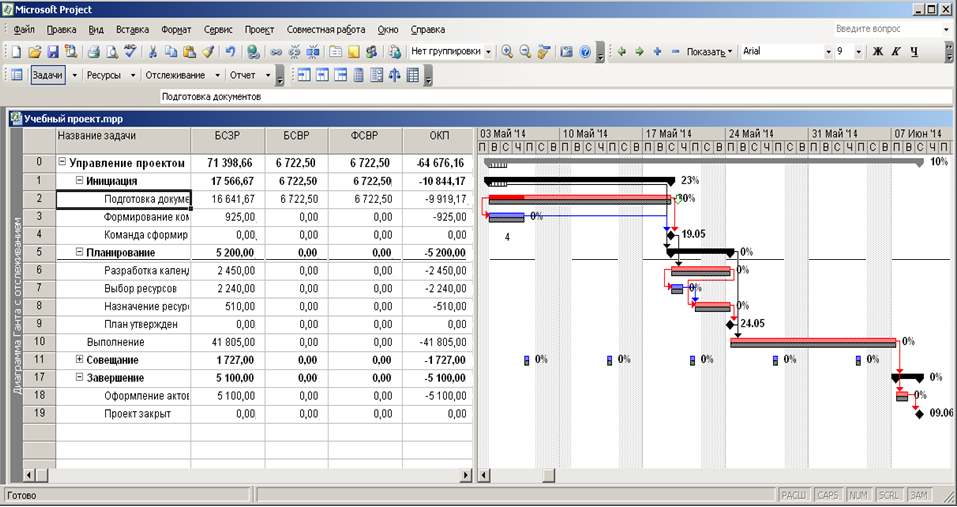 Microsoft Project
Файл Правка Вид Вставка Формат Сервис Проект Совместная работа Окно Справка Введите вопрос
Нет группировки Показать Arial 9 Ж К Ч
Задачи Ресурсы Отслеживание Отчет
Подготовка документов
Учебный проект.mpp
Название задачи БСЗР БСВР ФСВР ОКП 03 Май '14 10 Май '14 17 Май '14 24 Май '14 31 Май '14 07 Июн '14
П В С Ч П С В П В С Ч П С В П В С Ч П С В П В С Ч П С В П В С Ч П С В П В С Ч
0 Управление проектом 71 398,66 6 722,50 6 722,50 -64 676,16 10%
1 Инициация 17 566,67 6 722,50 6 722,50 -10 844,17 23%
2 Подготовка докуме 16 641,67 6 722,50 6 722,50 -9 919,17 30%
3 Формирование ком 925,00 0,00 0,00 -925,00 0%
4 Команда сформир 0,00 0,00 0,00 0,00 4 19.05
5 Планирование 5 200,00 0,00 0,00 -5 200,00 0%
6 Разработка календ 2 450,00 0,00 0,00 -2 450,00 0%
7 Выбор ресурсов 2 240,00 0,00 0,00 -2 240,00 0%
8 Назначение ресур 510,00 0,00 0,00 -510,00 0%
9 План утвержден 0,00 0,00 0,00 0,00 24.05
10 Выполнение 41 805,00 0,00 0,00 -41 805,00 0%
11 Совещание 1 727,00 0,00 0,00 -1 727,00 0% 0% 0% 0% 0%
17 Завершение 5 100,00 0,00 0,00 -5 100,00 0%
18 Оформление актов 5 100,00 0,00 0,00 -5 100,00 0%
19 Проект закрыт 0,00 0,00 0,00 0,00 09.06
Диаграмма Ганта с отслеживанием
Готово РАСШ CAPS NUM SCRL ЗАМ